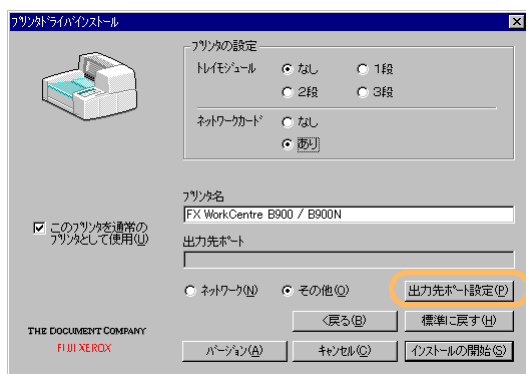 プリンタドライバインストール
プリンタの設定
トレイモジュール
なし
1段
2段
3段
ネットワークカード
なし
あり
プリンタ名
FX WorkCentre B900 / B900N
このプリンタを通常の
プリンタとして使用(U)
出力先ポート
ネットワーク(N)
その他(O)
出力先ポート設定(P)
<戻る(B)
標準に戻す(H)
THE DOCUMENT COMPANY
FUJI XEROX
バージョン(A)
キャンセル(C)
インストールの開始(S)